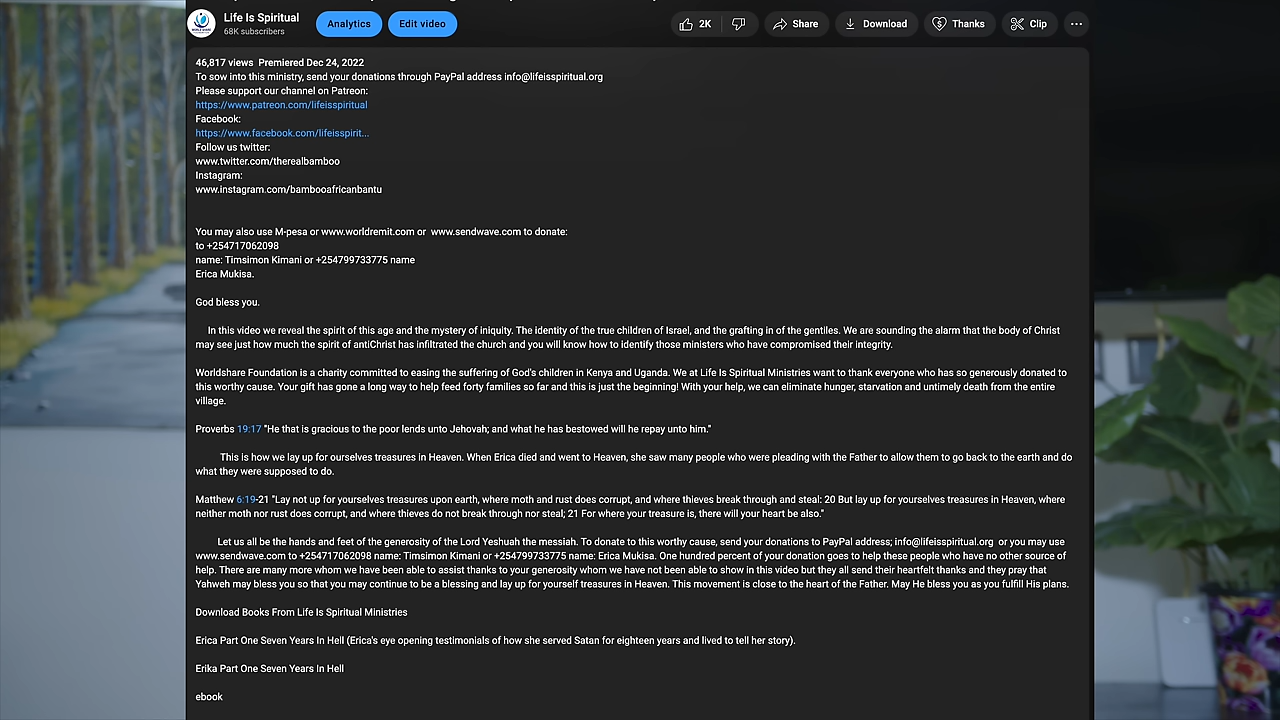 Life Is Spiritual
68K subscribers
Analytics
Edit video
2K
Share
Download
Thanks
Clip
46,817 views Premiered Dec 24, 2022
To sow into this ministry, send your donations through PayPal address info@lifeisspiritual.org
Please support our channel on Patreon:
https://www.patreon.com/lifeisspiritual
Facebook:
https://www.facebook.com/lifeisspirit...
Follow us twitter:
www.twitter.com/therealbamboo
Instagram:
www.instagram.com/bambooafricanbantu
You may also use M-pesa or www.worldremit.com or www.sendwave.com to donate:
to +254717062098
name: Timsimon Kimani or +254799733775 name
Erica Mukisa.
God bless you.
In this video we reveal the spirit of this age and the mystery of iniquity. The identity of the true children of Israel, and the grafting in of the gentiles. We are sounding the alarm that the body of Christ
may see just how much the spirit of antiChrist has infiltrated the church and you will know how to identify those ministers who have compromised their integrity.
Worldshare Foundation is a charity committed to easing the suffering of God's children in Kenya and Uganda. We at Life Is Spiritual Ministries want to thank everyone who has so generously donated to
this worthy cause. Your gift has gone a long way to help feed forty families so far and this is just the beginning! With your help, we can eliminate hunger, starvation and untimely death from the entire
village.
Proverbs 19:17 "He that is gracious to the poor lends unto Jehovah; and what he has bestowed will he repay unto him."
This is how we lay up for ourselves treasures in Heaven. When Erica died and went to Heaven, she saw many people who were pleading with the Father to allow them to go back to the earth and do
what they were supposed to do.
Matthew 6:19-21 "Lay not up for yourselves treasures upon earth, where moth and rust does corrupt, and where thieves break through and steal: 20 But lay up for yourselves treasures in Heaven, where
neither moth nor rust does corrupt, and where thieves do not break through nor steal; 21 For where your treasure is, there will your heart be also."
Let us all be the hands and feet of the generosity of the Lord Yeshuah the messiah. To donate to this worthy cause, send your donations to PayPal address; info@lifeisspiritual.org or you may use
www.sendwave.com to +254717062098 name: Timsimon Kimani or +254799733775 name: Erica Mukisa. One hundred percent of your donation goes to help these people who have no other source of
help. There are many more whom we have been able to assist thanks to your generosity whom we have not been able to show in this video but they all send their heartfelt thanks and they pray that
Yahweh may bless you so that you may continue to be a blessing and lay up for yourself treasures in Heaven. This movement is close to the heart of the Father. May He bless you as you fulfill His plans.
Download Books From Life Is Spiritual Ministries
Erica Part One Seven Years In Hell (Erica's eye opening testimonials of how she served Satan for eighteen years and lived to tell her story).
Erika Part One Seven Years In Hell
ebook